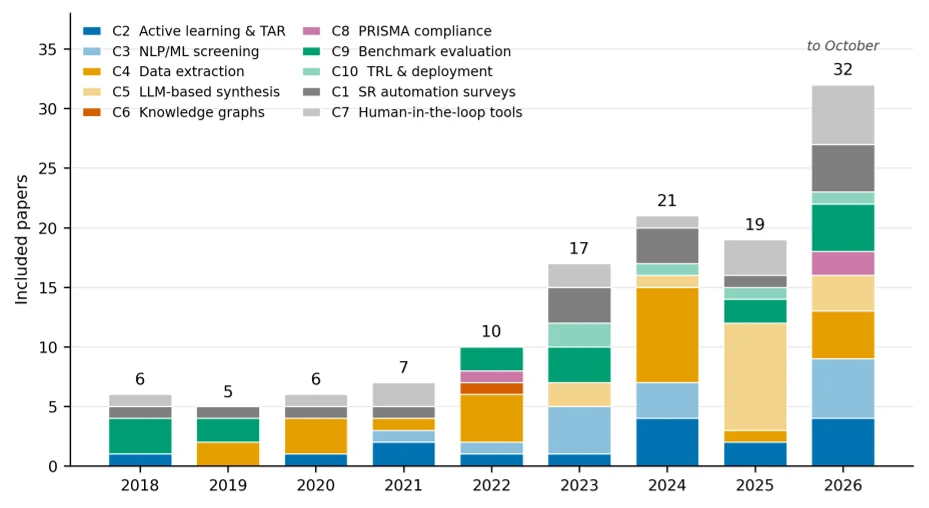 C2 Active learning & TAR
C3 NLP/ML screening
C4 Data extraction
C5 LLM-based synthesis
C6 Knowledge graphs
C8 PRISMA compliance
C9 Benchmark evaluation
C10 TRL & deployment
C1 SR automation surveys
C7 Human-in-the-loop tools
to October
32
21
19
17
10
7
6
5
6
Included papers
35
30
25
20
15
10
5
0
2018 2019 2020 2021 2022 2023 2024 2025 2026